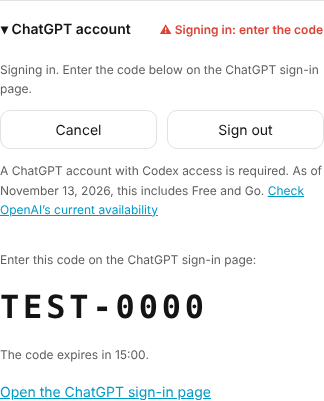 ▾ ChatGPT account ⚠ Signing in: enter the code
Signing in. Enter the code below on the ChatGPT sign-in
page.
Cancel Sign out
A ChatGPT account with Codex access is required. As of
November 13, 2026, this includes Free and Go. Check
OpenAI’s current availability
Enter this code on the ChatGPT sign-in page:
TEST-0000
The code expires in 15:00.
Open the ChatGPT sign-in page